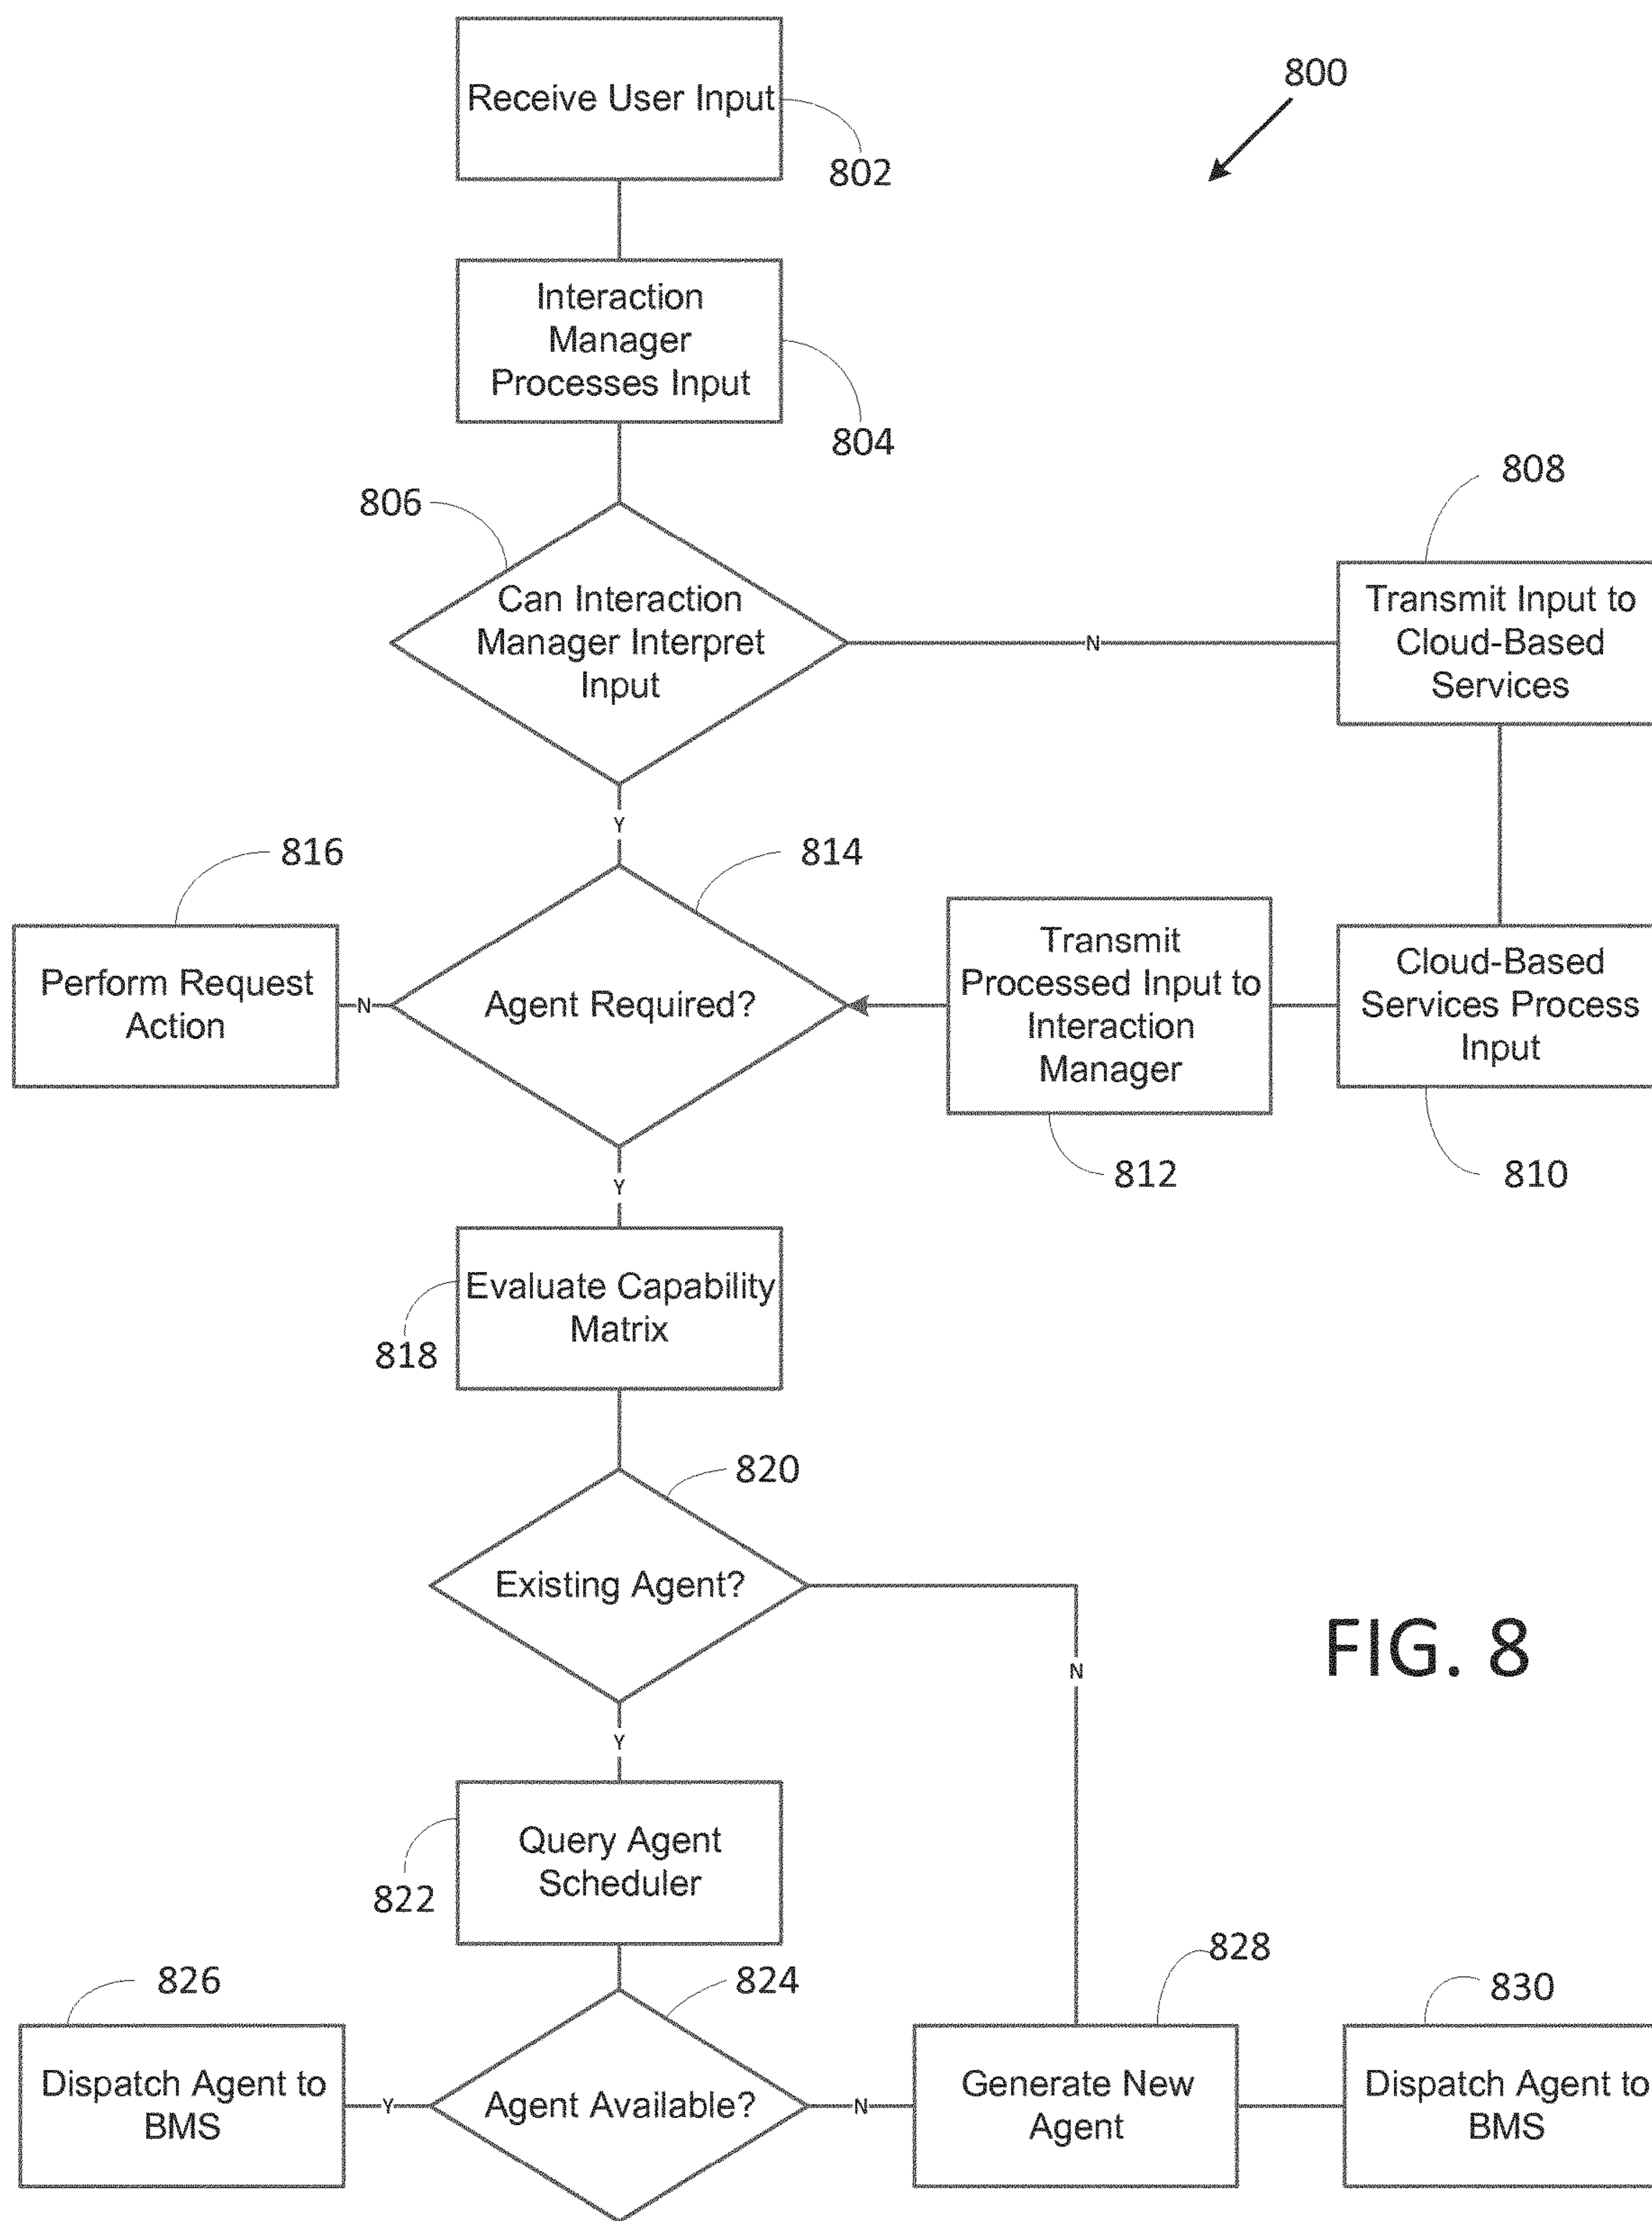 Receive User Input
800
802
Interaction
Manager
Processes Input
804
806
808
Can Interaction
Manager Interpret
Input
N
Transmit Input to
Cloud-Based
Services
Y
816
814
Perform Request
Action
N
Agent Required?
Transmit
Processed Input to
Interaction
Manager
Cloud-Based
Services Process
Input
812
810
Y
Evaluate Capability
Matrix
818
820
Existing Agent?
N
FIG. 8
Y
Query Agent
Scheduler
822
826
824
828
830
Dispatch Agent to
BMS
Y
Agent Available?
N
Generate New
Agent
Dispatch Agent to
BMS